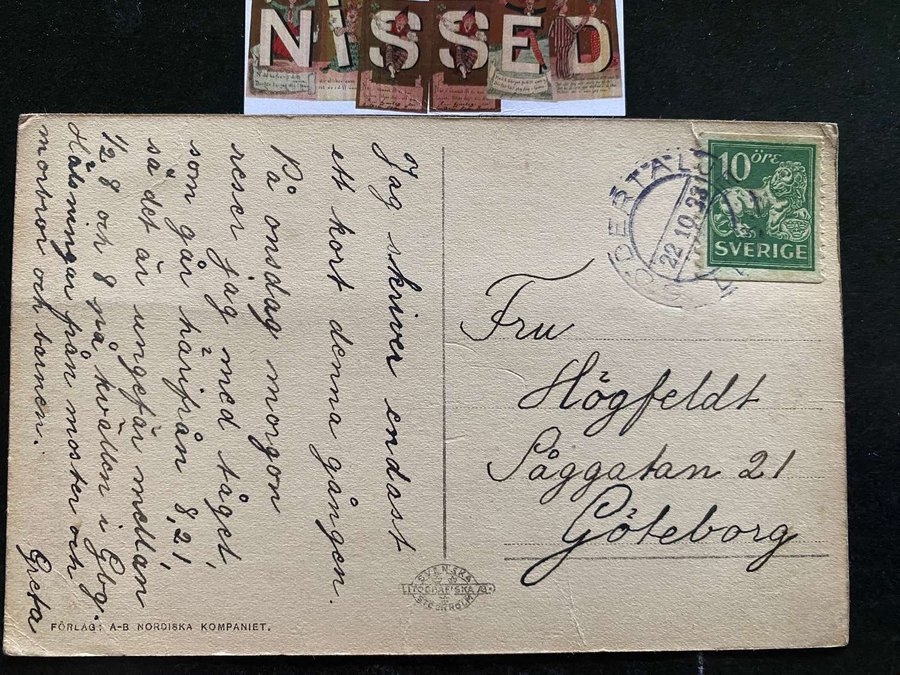 NISSED
Jag skriver endast
ett kort denna gången.
På onsdag morgon
reser jag med tåget,
som går härifrån 8,21,
så det är ungefär mellan
1/2 8 och 8 på kvällen i Gbg.
Hälsningar från moster och
morbror och barnen.
Greta
SÖDERTÄLJE
22.10.23
10 ÖRE
SVERIGE
Fru
Högfeldt
Såggatan 21
Göteborg
SVENSKA
LITOGRAFISKA A.B.
STOCKHOLM
FÖRLAG: A-B NORDISKA KOMPANIET.